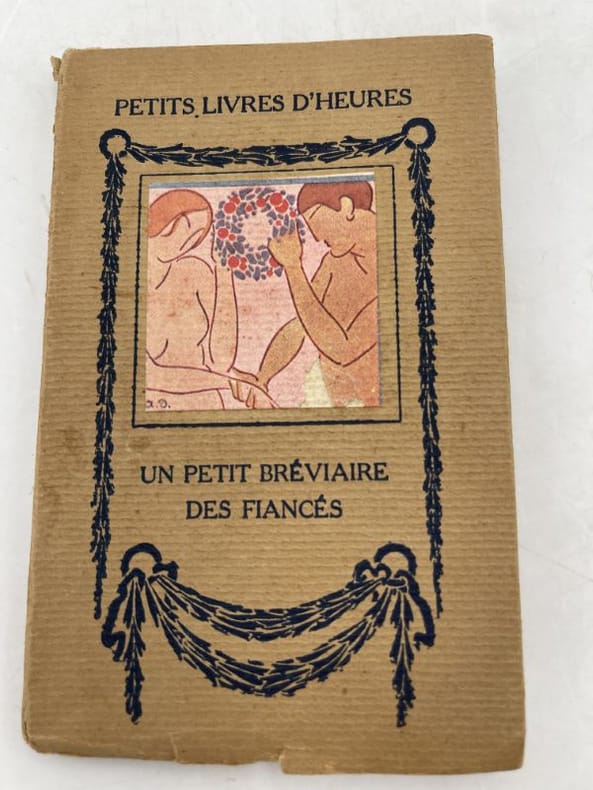 PETITS LIVRES D'HEURES
a.d.
UN PETIT BRÉVIAIRE
DES FIANCÉS